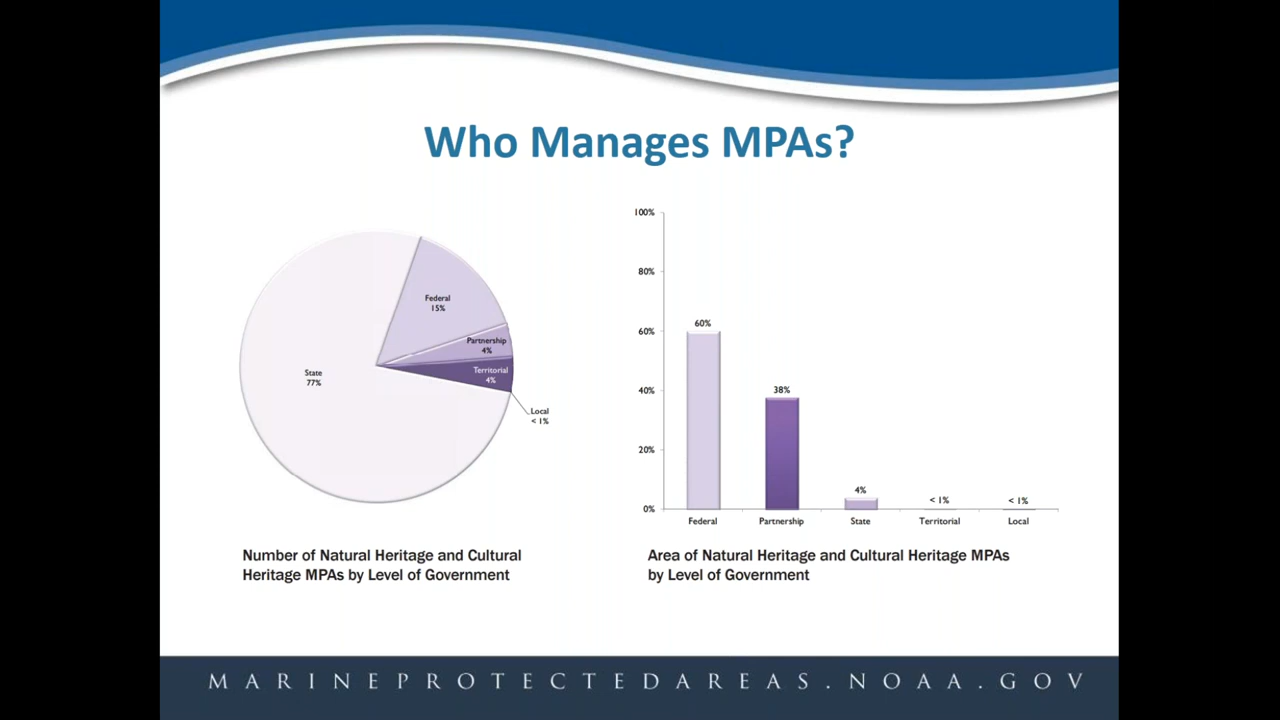 Who Manages MPAs?
Federal
15%
Partnership
4%
Territorial
4%
State
77%
Local
< 1%
Number of Natural Heritage and Cultural
Heritage MPAs by Level of Government
100%
80%
60%
40%
20%
0%
60%
38%
4%
< 1%
< 1%
Federal
Partnership
State
Territorial
Local
Area of Natural Heritage and Cultural Heritage MPAs
by Level of Government
MARINEPROTECTEDAREAS.NOAA.GOV